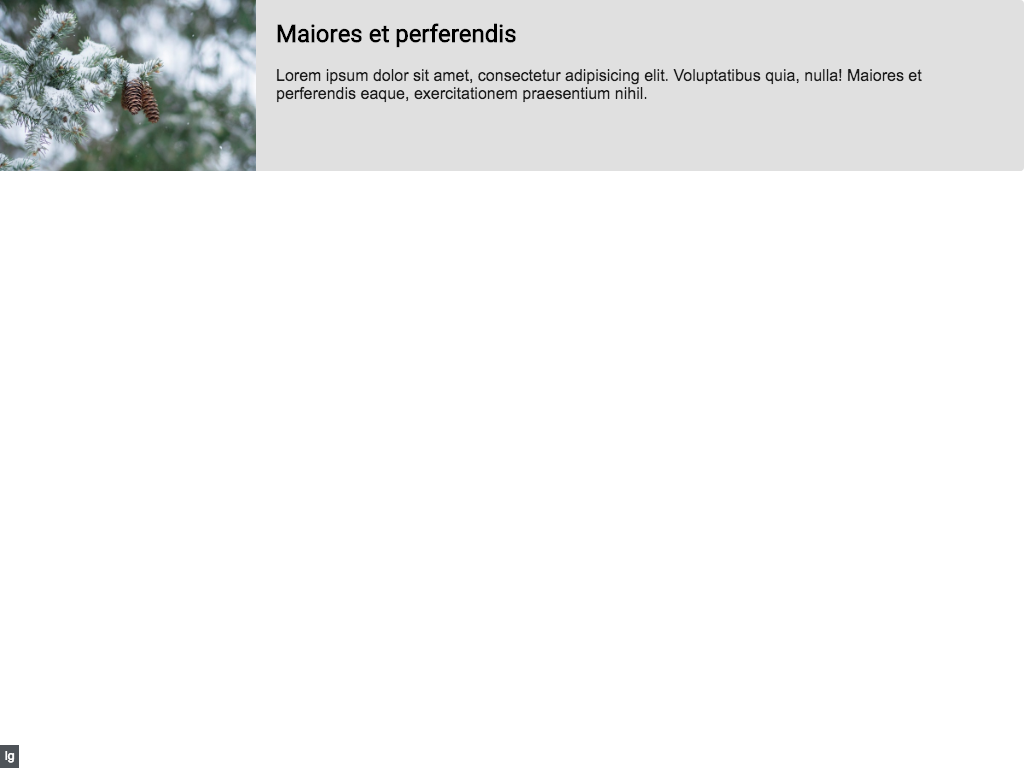 Maiores et perferendis
Lorem ipsum dolor sit amet, consectetur adipisicing elit. Voluptatibus quia, nulla! Maiores et
perferendis eaque, exercitationem praesentium nihil.
lg